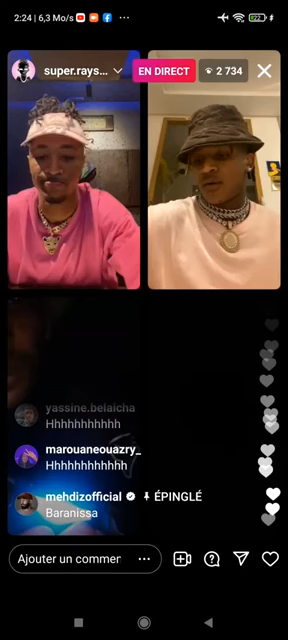 2:24 | 6,3 Mo/s
22
super.rays...
EN DIRECT
2 734
yassine.belaicha
Hhhhhhhhhhh
marouaneouazry_
Hhhhhhhhhhhh
mehdizofficial ÉPINGLÉ
Baranissa
Ajouter un commer